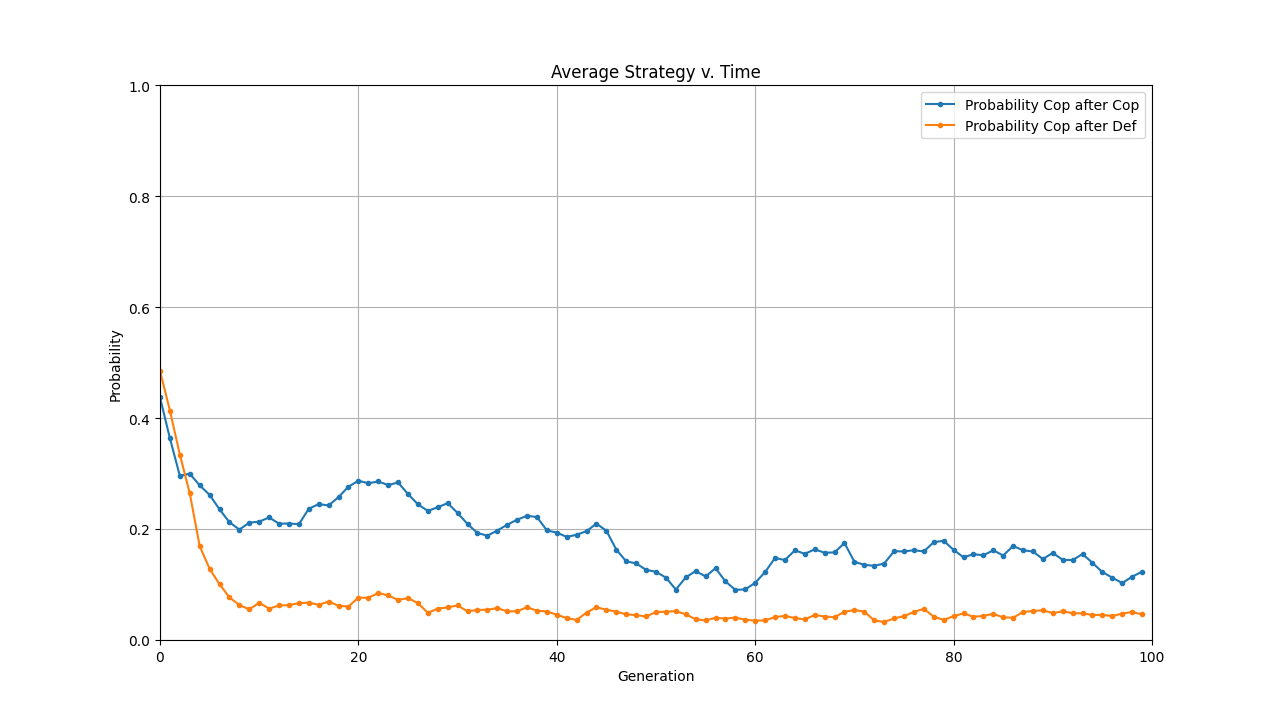 Average Strategy v. Time
Probability Cop after Cop
Probability Cop after Def
1.0
0.8
0.6
0.4
0.2
0.0
Probability
0 20 40 60 80 100
Generation